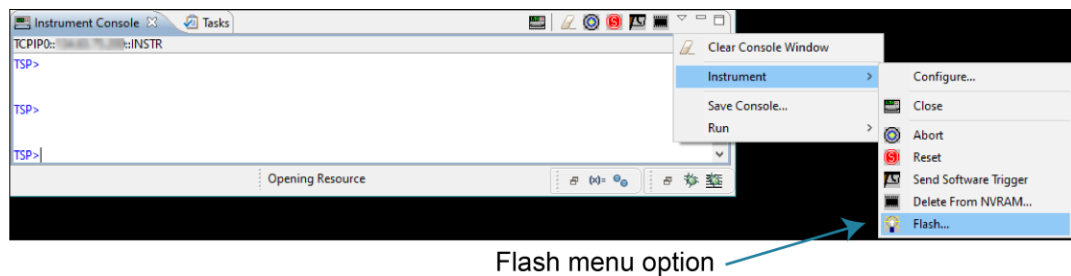 Instrument Console Tasks
TCPIP0:: ::INSTR
TSP>
TSP>
TSP>
Opening Resource
(x)=
Clear Console Window
Instrument
Save Console...
Run
Configure...
Close
Abort
Reset
Send Software Trigger
Delete From NVRAM...
Flash...
Flash menu option